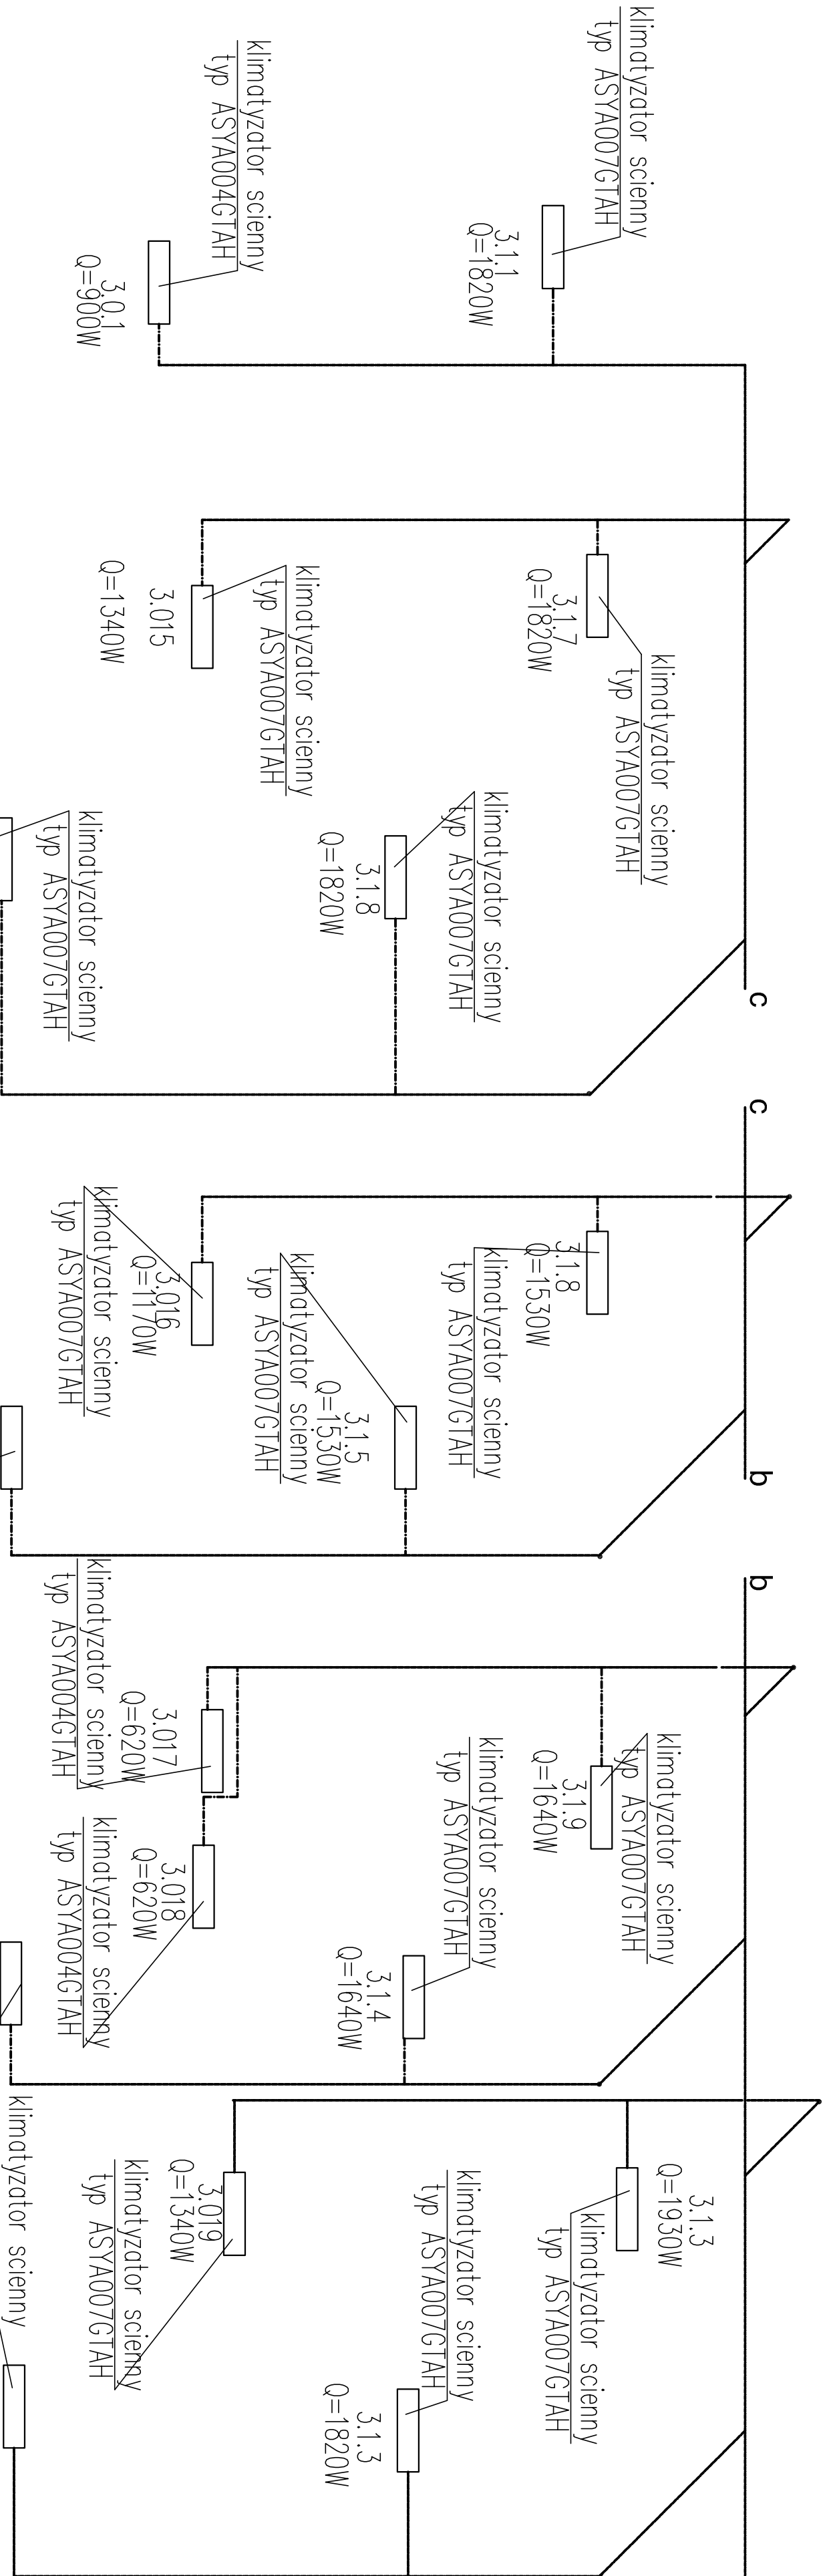 klimatyzator scienny
typ ASYA007GTAH
3.1.1
Q=1820W
klimatyzator scienny
typ ASYA004GTAH
3.0.1
Q=900W
klimatyzator scienny
typ ASYA007GTAH
3.1.7
Q=1820W
klimatyzator scienny
typ ASYA007GTAH
3.015
Q=1340W
klimatyzator scienny
typ ASYA007GTAH
3.1.8
Q=1820W
klimatyzator scienny
typ ASYA007GTAH
c
c
klimatyzator scienny
typ ASYA007GTAH
3.1.8
Q=1530W
klimatyzator scienny
typ ASYA007GTAH
3.1.5
Q=1530W
klimatyzator scienny
typ ASYA007GTAH
3.016
Q=1170W
b
b
klimatyzator scienny
typ ASYA007GTAH
3.1.9
Q=1640W
klimatyzator scienny
typ ASYA007GTAH
3.1.4
Q=1640W
klimatyzator scienny
typ ASYA004GTAH
3.017
Q=620W
klimatyzator scienny
typ ASYA004GTAH
3.018
Q=620W
3.1.3
Q=1930W
klimatyzator scienny
typ ASYA007GTAH
klimatyzator scienny
typ ASYA007GTAH
3.1.3
Q=1820W
klimatyzator scienny
typ ASYA007GTAH
3.019
Q=1340W
klimatyzator scienny